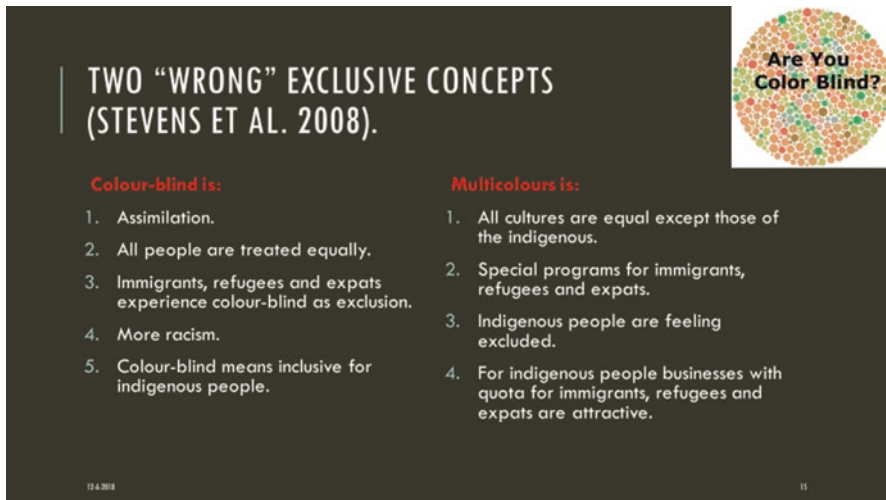 TWO “WRONG” EXCLUSIVE CONCEPTS
(STEVENS ET AL. 2008).
Are You
Color Blind?
Colour-blind is:
1. Assimilation.
2. All people are treated equally.
3. Immigrants, refugees and expats
experience colour-blind as exclusion.
4. More racism.
5. Colour-blind means inclusive for
indigenous people.
Multicolours is:
1. All cultures are equal except those of
the indigenous.
2. Special programs for immigrants,
refugees and expats.
3. Indigenous people are feeling
excluded.
4. For indigenous people businesses with
quota for immigrants, refugees and
expats are attractive.
12-6-2018
15